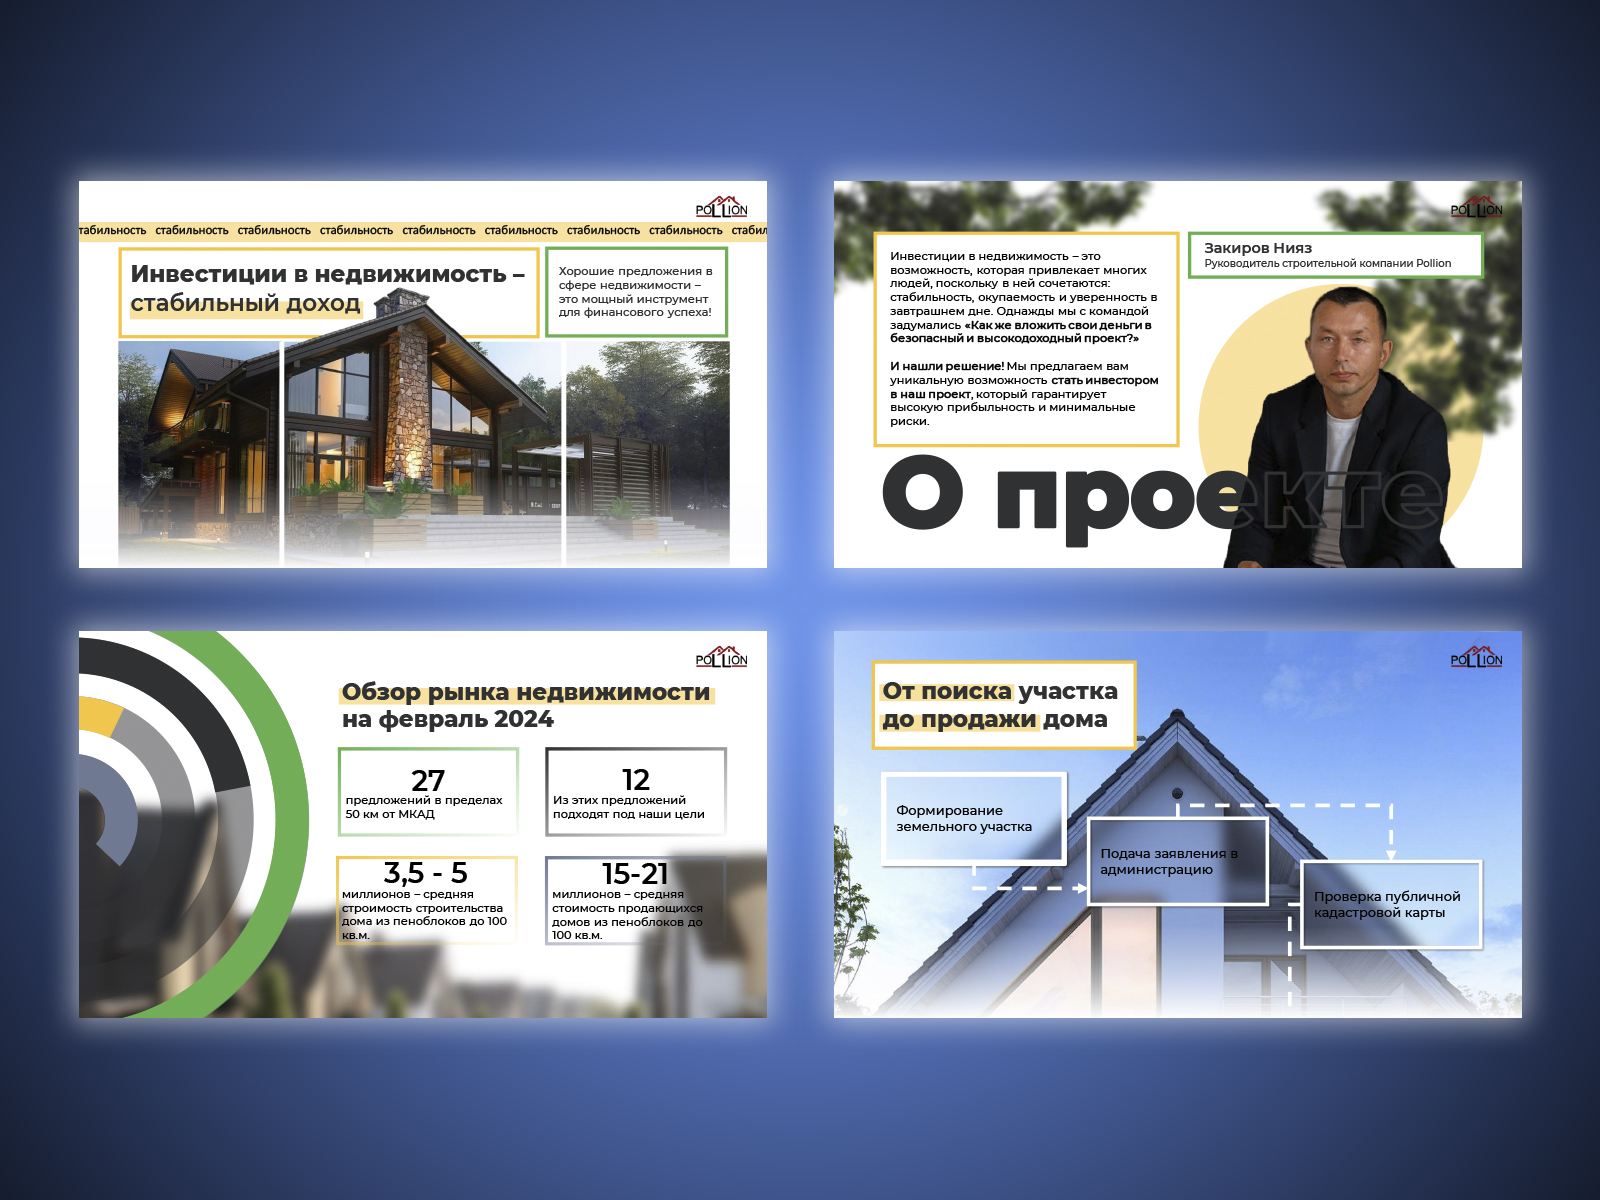 POLLION
табильность стабильность стабильность стабильность стабильность стабильность стабильность стабильность стабил
Инвестиции в недвижимость –
стабильный доход
Хорошие предложения в
сфере недвижимости –
это мощный инструмент
для финансового успеха!
POLLION
Инвестиции в недвижимость – это
возможность, которая привлекает многих
людей, поскольку в ней сочетаются:
стабильность, окупаемость и уверенность в
завтрашнем дне. Однажды мы с командой
задумались «Как же вложить свои деньги в
безопасный и высокодоходный проект?»
И нашли решение! Мы предлагаем вам
уникальную возможность стать инвестором
в наш проект, который гарантирует
высокую прибыльность и минимальные
риски.
Закиров Нияз
Руководитель строительной компании Pollion
О проекте
POLLION
Обзор рынка недвижимости
на февраль 2024
27
предложений в пределах
50 км от МКАД
12
Из этих предложений
подходят под наши цели
3,5 - 5
миллионов – средняя
строимость строительства
дома из пеноблоков до 100
кв.м.
15-21
миллионов – средняя
стоимость продающихся
домов из пеноблоков до
100 кв.м.
POLLION
От поиска участка
до продажи дома
Формирование
земельного участка
Подача заявления в
администрацию
Проверка публичной
кадастровой карты